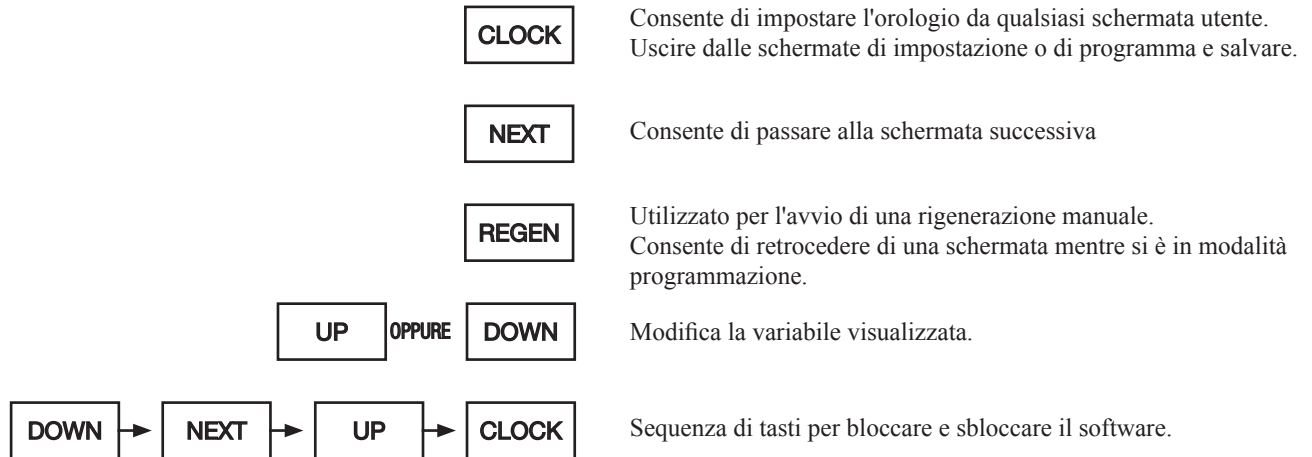 CLOCK
Consente di impostare l'orologio da qualsiasi schermata utente.
Uscire dalle schermate di impostazione o di programma e salvare.
NEXT
Consente di passare alla schermata successiva
REGEN
Utilizzato per l'avvio di una rigenerazione manuale.
Consente di retrocedere di una schermata mentre si è in modalità
programmazione.
UP OPPURE DOWN
Modifica la variabile visualizzata.
DOWN NEXT UP CLOCK
Sequenza di tasti per bloccare e sbloccare il software.